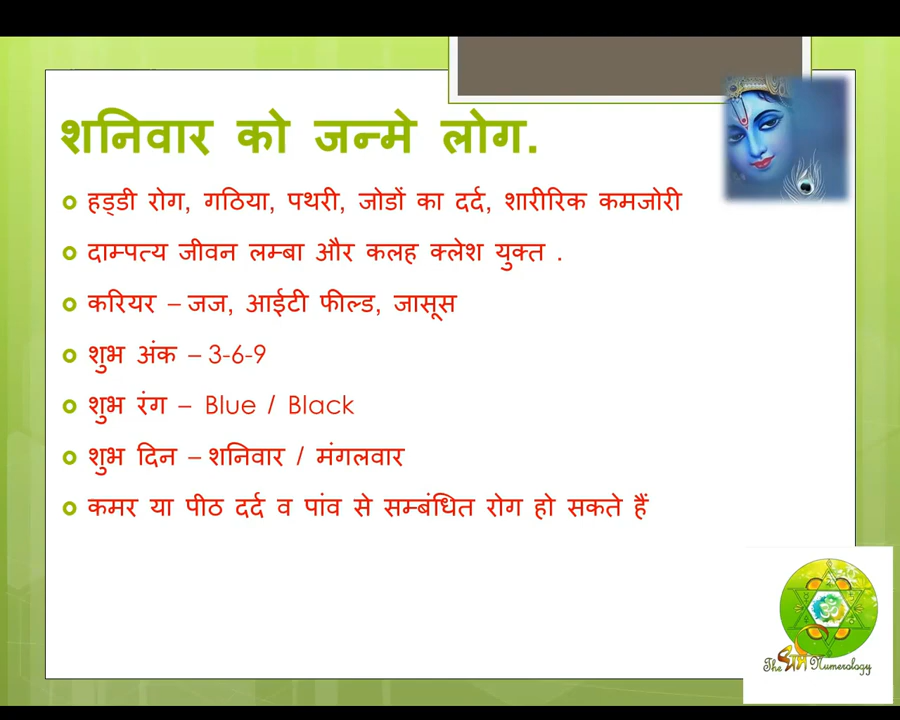 शनिवार को जन्मे लोग.
हड्डी रोग, गठिया, पथरी, जोडों का दर्द, शारीरिक कमजोरी
दाम्पत्य जीवन लम्बा और कलह क्लेश युक्त .
करियर – जज, आईटी फील्ड, जासूस
शुभ अंक – 3-6-9
शुभ रंग – Blue / Black
शुभ दिन – शनिवार / मंगलवार
कमर या पीठ दर्द व पांव से सम्बंधित रोग हो सकते हैं
ॐ
The Numerology